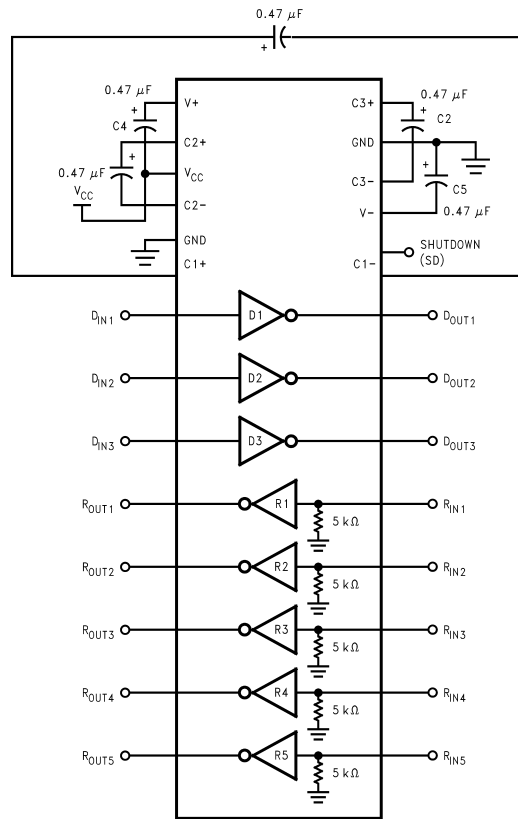 0.47 μF
+
0.47 μF
V+
C3+
0.47 μF
+
C4
+
C2
C2+
GND
+
0.47 μF
VCC
C3-
+
C5
VCC
C2-
V-
0.47 μF
GND
SHUTDOWN
(SD)
C1+
C1-
DIN1
D1
DOUT1
DIN2
D2
DOUT2
DIN3
D3
DOUT3
ROUT1
R1
RIN1
5 kΩ
ROUT2
R2
RIN2
5 kΩ
ROUT3
R3
RIN3
5 kΩ
ROUT4
R4
RIN4
5 kΩ
ROUT5
R5
RIN5
5 kΩ